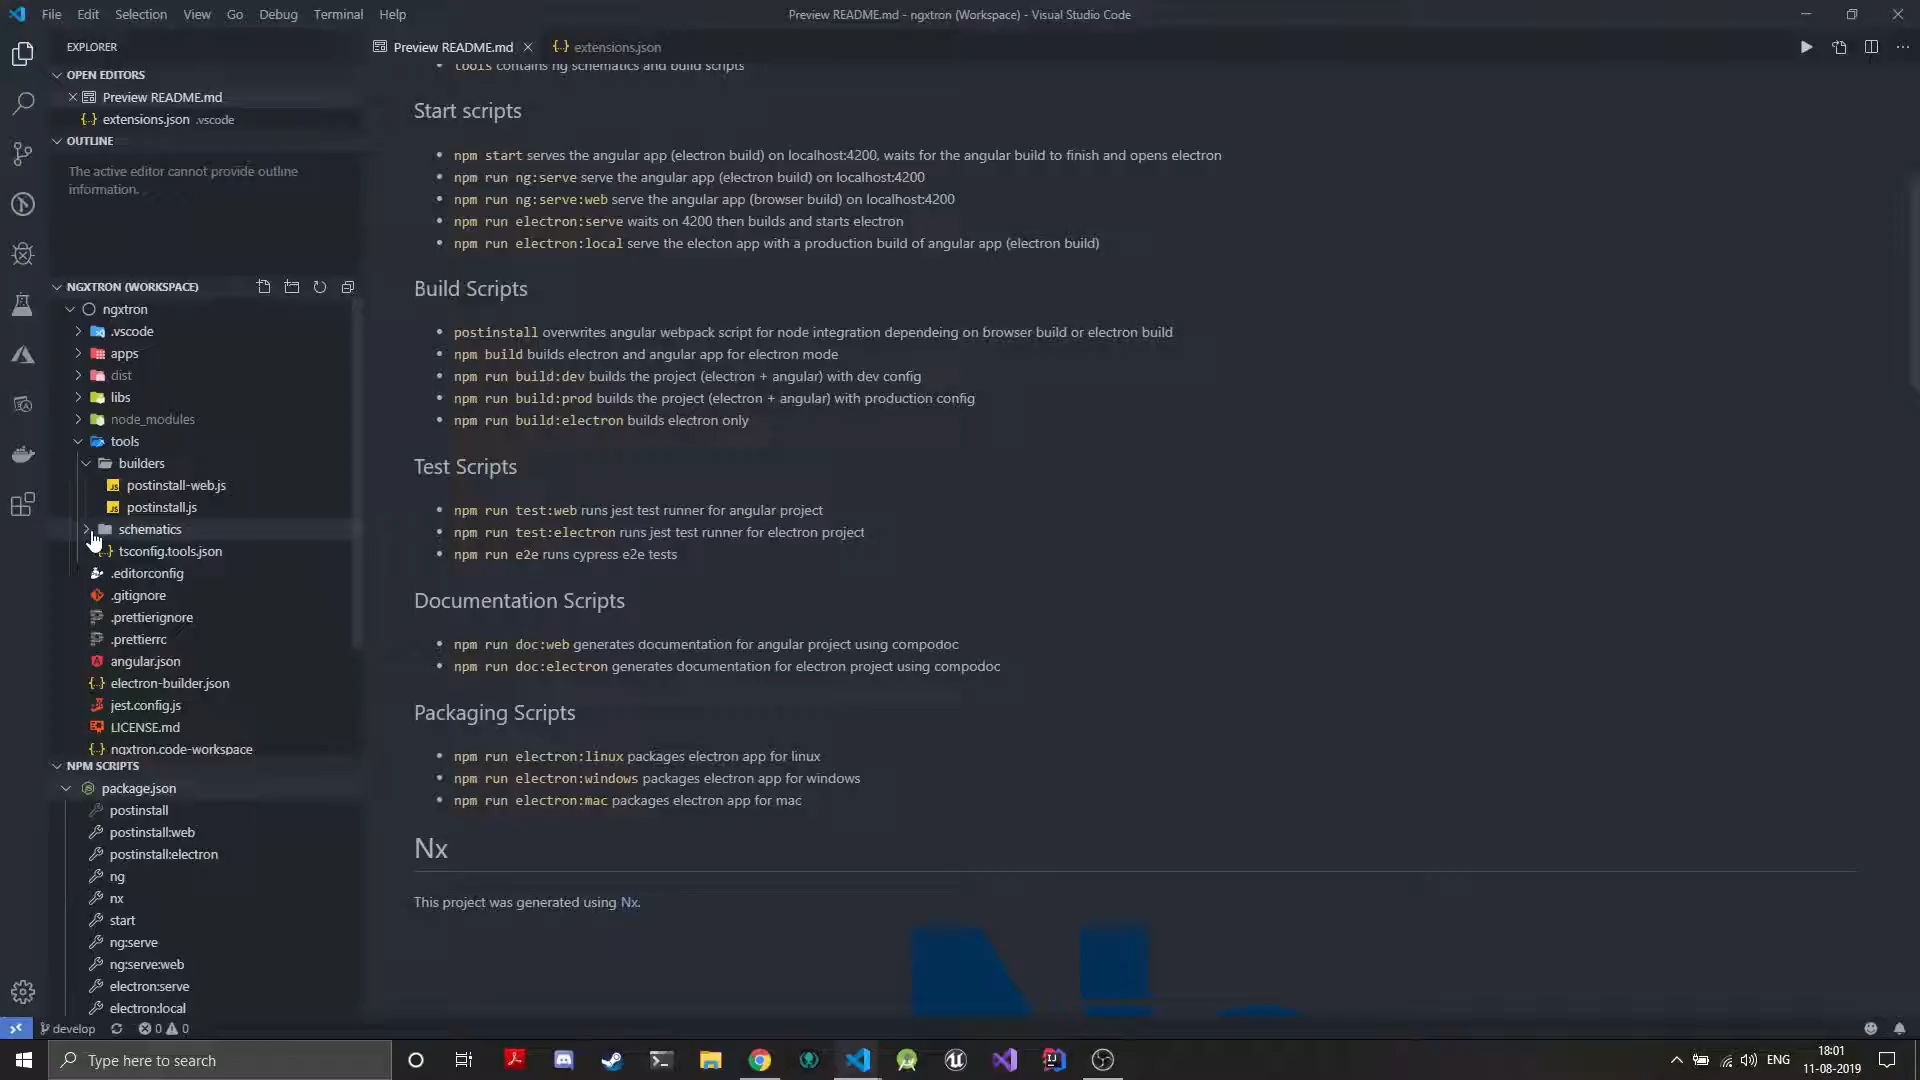 File Edit Selection View Go Debug Terminal Help
Preview README.md - ngxtron (Workspace) - Visual Studio Code
EXPLORER
OPEN EDITORS
Preview README.md
extensions.json .vscode
OUTLINE
The active editor cannot provide outline
information.
NGXTRON (WORKSPACE)
ngxtron
.vscode
apps
dist
libs
node_modules
tools
builders
postinstall-web.js
postinstall.js
schematics
tsconfig.tools.json
.editorconfig
.gitignore
.prettierignore
.prettierrc
angular.json
electron-builder.json
jest.config.js
LICENSE.md
ngxtron.code-workspace
NPM SCRIPTS
package.json
postinstall
postinstall:web
postinstall:electron
ng
nx
start
ng:serve
ng:serve:web
electron:serve
electron:local
Preview README.md
extensions.json
tools contains ng schematics and build scripts
Start scripts
npm start serves the angular app (electron build) on localhost:4200, waits for the angular build to finish and opens electron
npm run ng:serve serve the angular app (electron build) on localhost:4200
npm run ng:serve:web serve the angular app (browser build) on localhost:4200
npm run electron:serve waits on 4200 then builds and starts electron
npm run electron:local serve the electon app with a production build of angular app (electron build)
Build Scripts
postinstall overwrites angular webpack script for node integration dependeing on browser build or electron build
npm build builds electron and angular app for electron mode
npm run build:dev builds the project (electron + angular) with dev config
npm run build:prod builds the project (electron + angular) with production config
npm run build:electron builds electron only
Test Scripts
npm run test:web runs jest test runner for angular project
npm run test:electron runs jest test runner for electron project
npm run e2e runs cypress e2e tests
Documentation Scripts
npm run doc:web generates documentation for angular project using compodoc
npm run doc:electron generates documentation for electron project using compodoc
Packaging Scripts
npm run electron:linux packages electron app for linux
npm run electron:windows packages electron app for windows
npm run electron:mac packages electron app for mac
Nx
This project was generated using Nx.
develop 0 0
Type here to search
ENG
18:01
11-08-2019